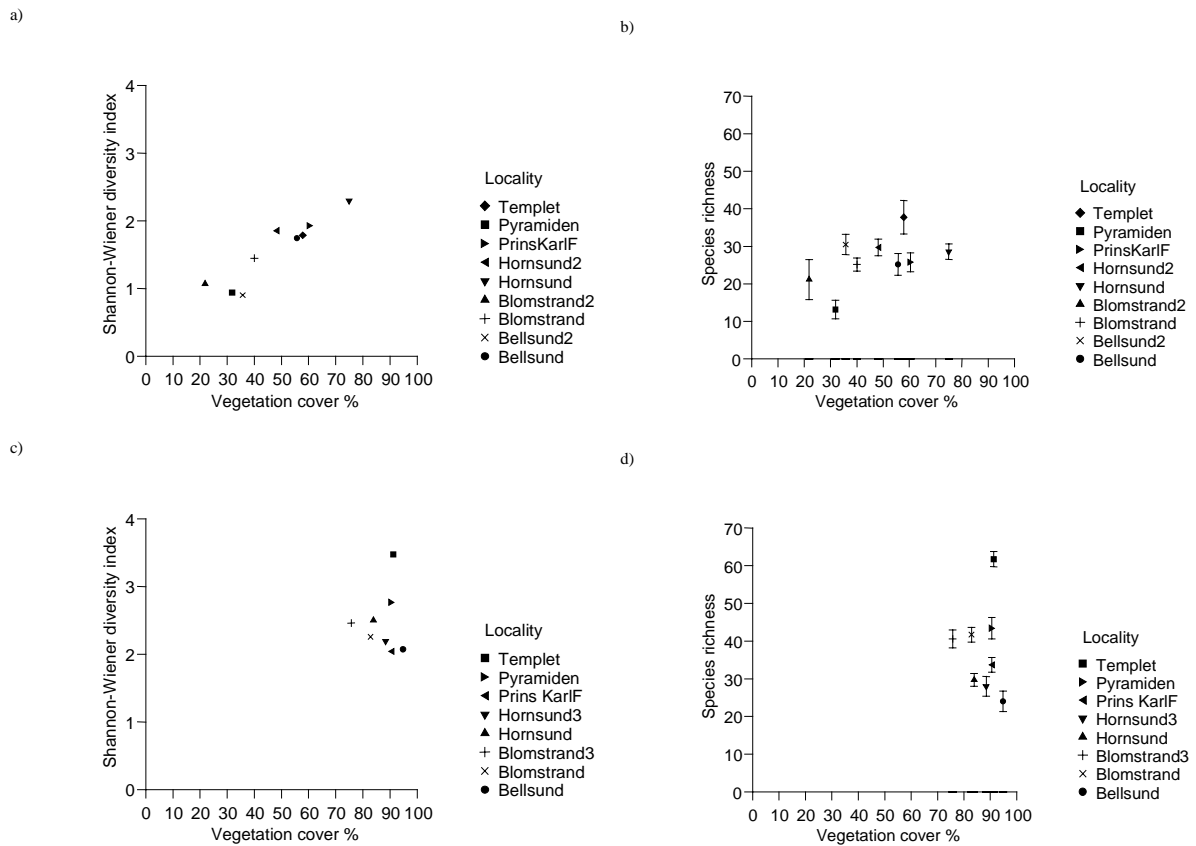 a)
Shannon-Wiener diversity index
4
3
2
1
0
0 10 20 30 40 50 60 70 80 90 100
Vegetation cover %
Locality
Templet
Pyramiden
PrinsKarlF
Hornsund2
Hornsund
Blomstrand2
Blomstrand
Bellsund2
Bellsund
b)
Species richness
70
60
50
40
30
20
10
0
0 10 20 30 40 50 60 70 80 90 100
Vegetation cover %
Locality
Templet
Pyramiden
PrinsKarlF
Hornsund2
Hornsund
Blomstrand2
Blomstrand
Bellsund2
Bellsund
c)
Shannon-Wiener diversity index
4
3
2
1
0
0 10 20 30 40 50 60 70 80 90 100
Vegetation cover %
Locality
Templet
Pyramiden
Prins KarlF
Hornsund3
Hornsund
Blomstrand3
Blomstrand
Bellsund
d)
Species richness
70
60
50
40
30
20
10
0
0 10 20 30 40 50 60 70 80 90 100
Vegetation cover %
Locality
Templet
Pyramiden
Prins KarlF
Hornsund3
Hornsund
Blomstrand3
Blomstrand
Bellsund